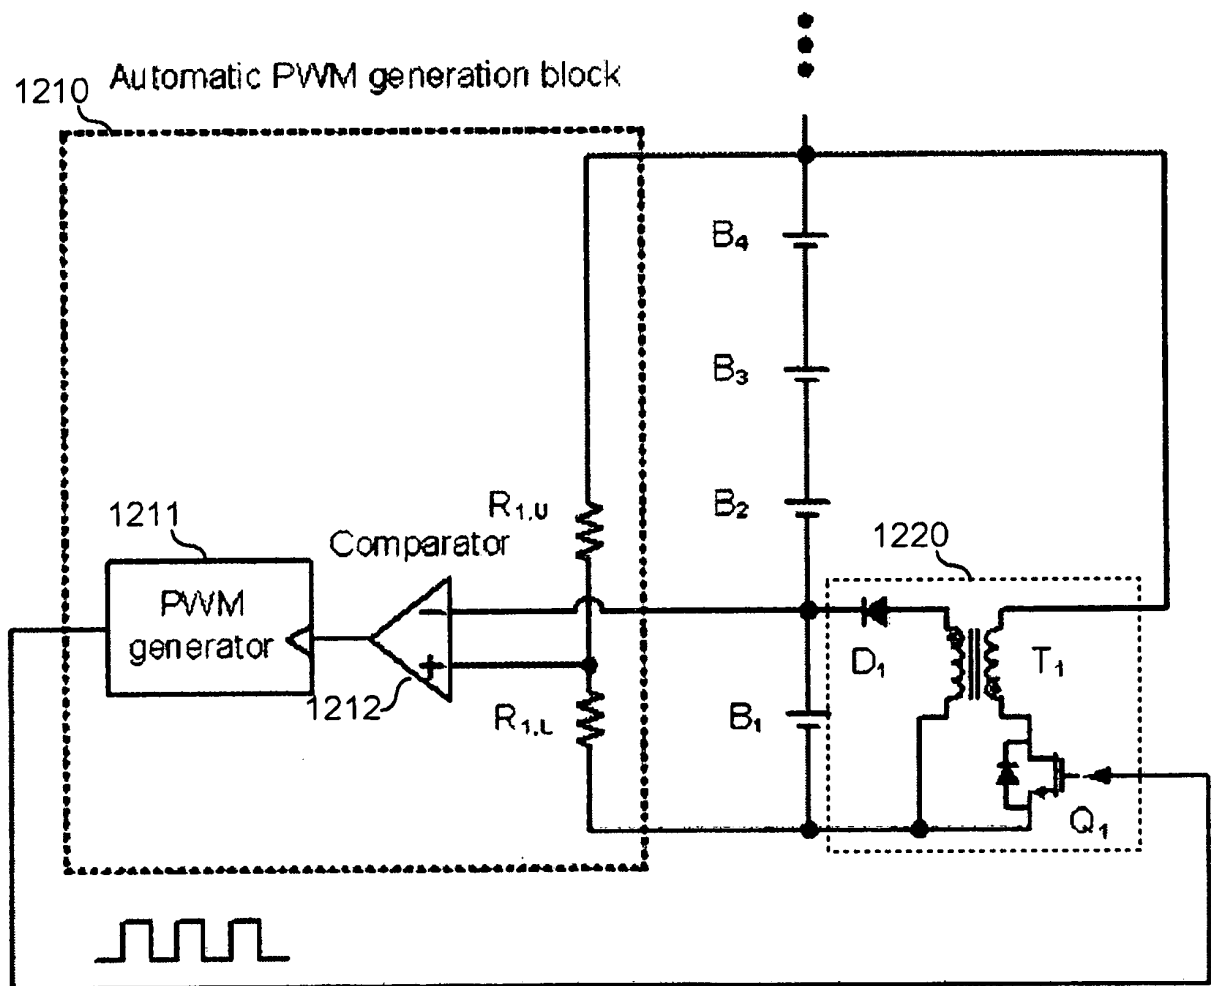 1210 Automatic PWM generation block
B₄
B₃
R₁,U
B₂
1211
Comparator
1220
PWM
generator
−
+
D₁
T₁
1212
R₁,L
B₁
Q₁